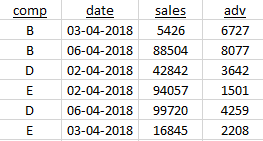 comp date sales adv
B 03-04-2018 5426 6727
B 06-04-2018 88504 8077
D 02-04-2018 42842 3642
E 02-04-2018 94057 1501
D 06-04-2018 99720 4259
E 03-04-2018 16845 2208